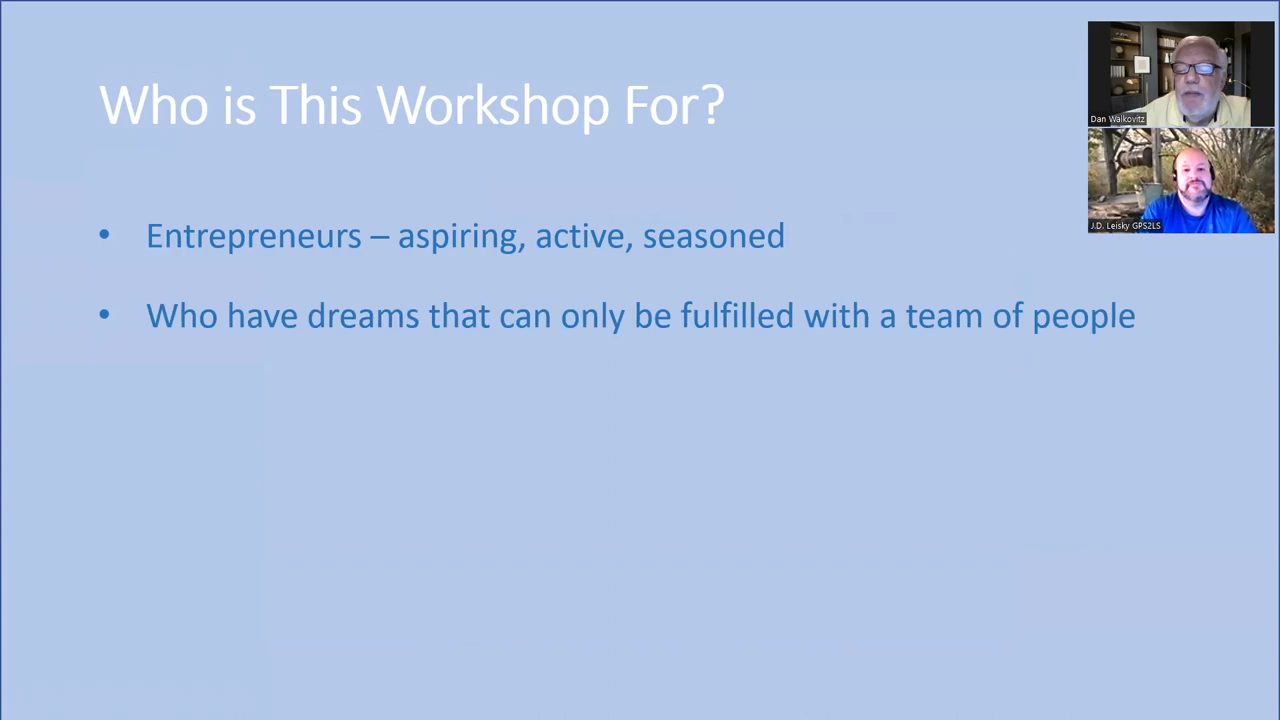 Who is This Workshop For?
Dan Walkovitz
• Entrepreneurs – aspiring, active, seasoned
J.D. Leisky GPS2LS
• Who have dreams that can only be fulfilled with a team of people